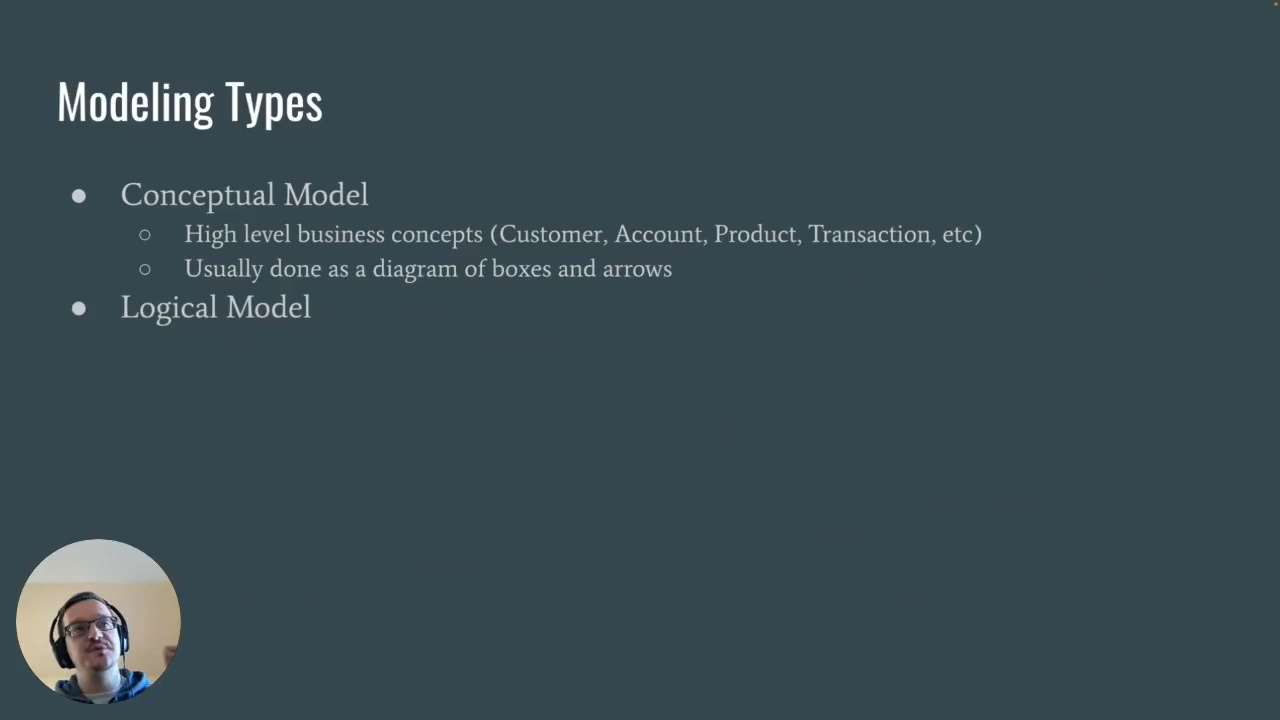 Modeling Types
● Conceptual Model
○ High level business concepts (Customer, Account, Product, Transaction, etc)
○ Usually done as a diagram of boxes and arrows
● Logical Model